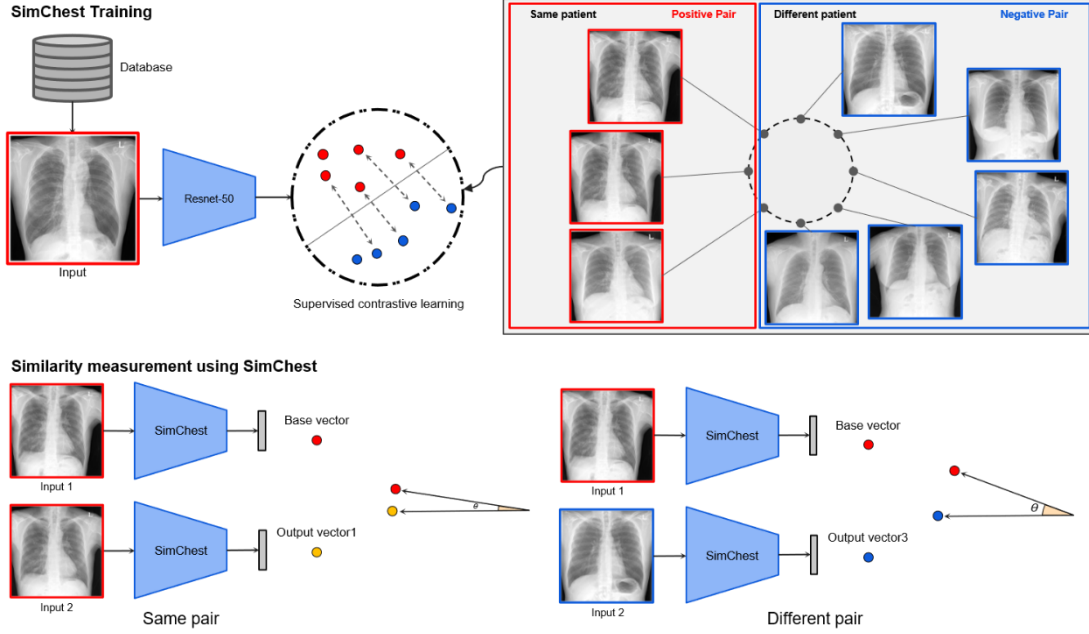 SimChest Training
Database
Input
Resnet-50
Supervised contrastive learning
Same patient
Positive Pair
Different patient
Negative Pair
L
L
L
L
L
Similarity measurement using SimChest
SimChest
Base vector
Input 1
θ
SimChest
Output vector1
Input 2
Same pair
SimChest
Base vector
Input 1
θ
SimChest
Output vector3
Input 2
Different pair